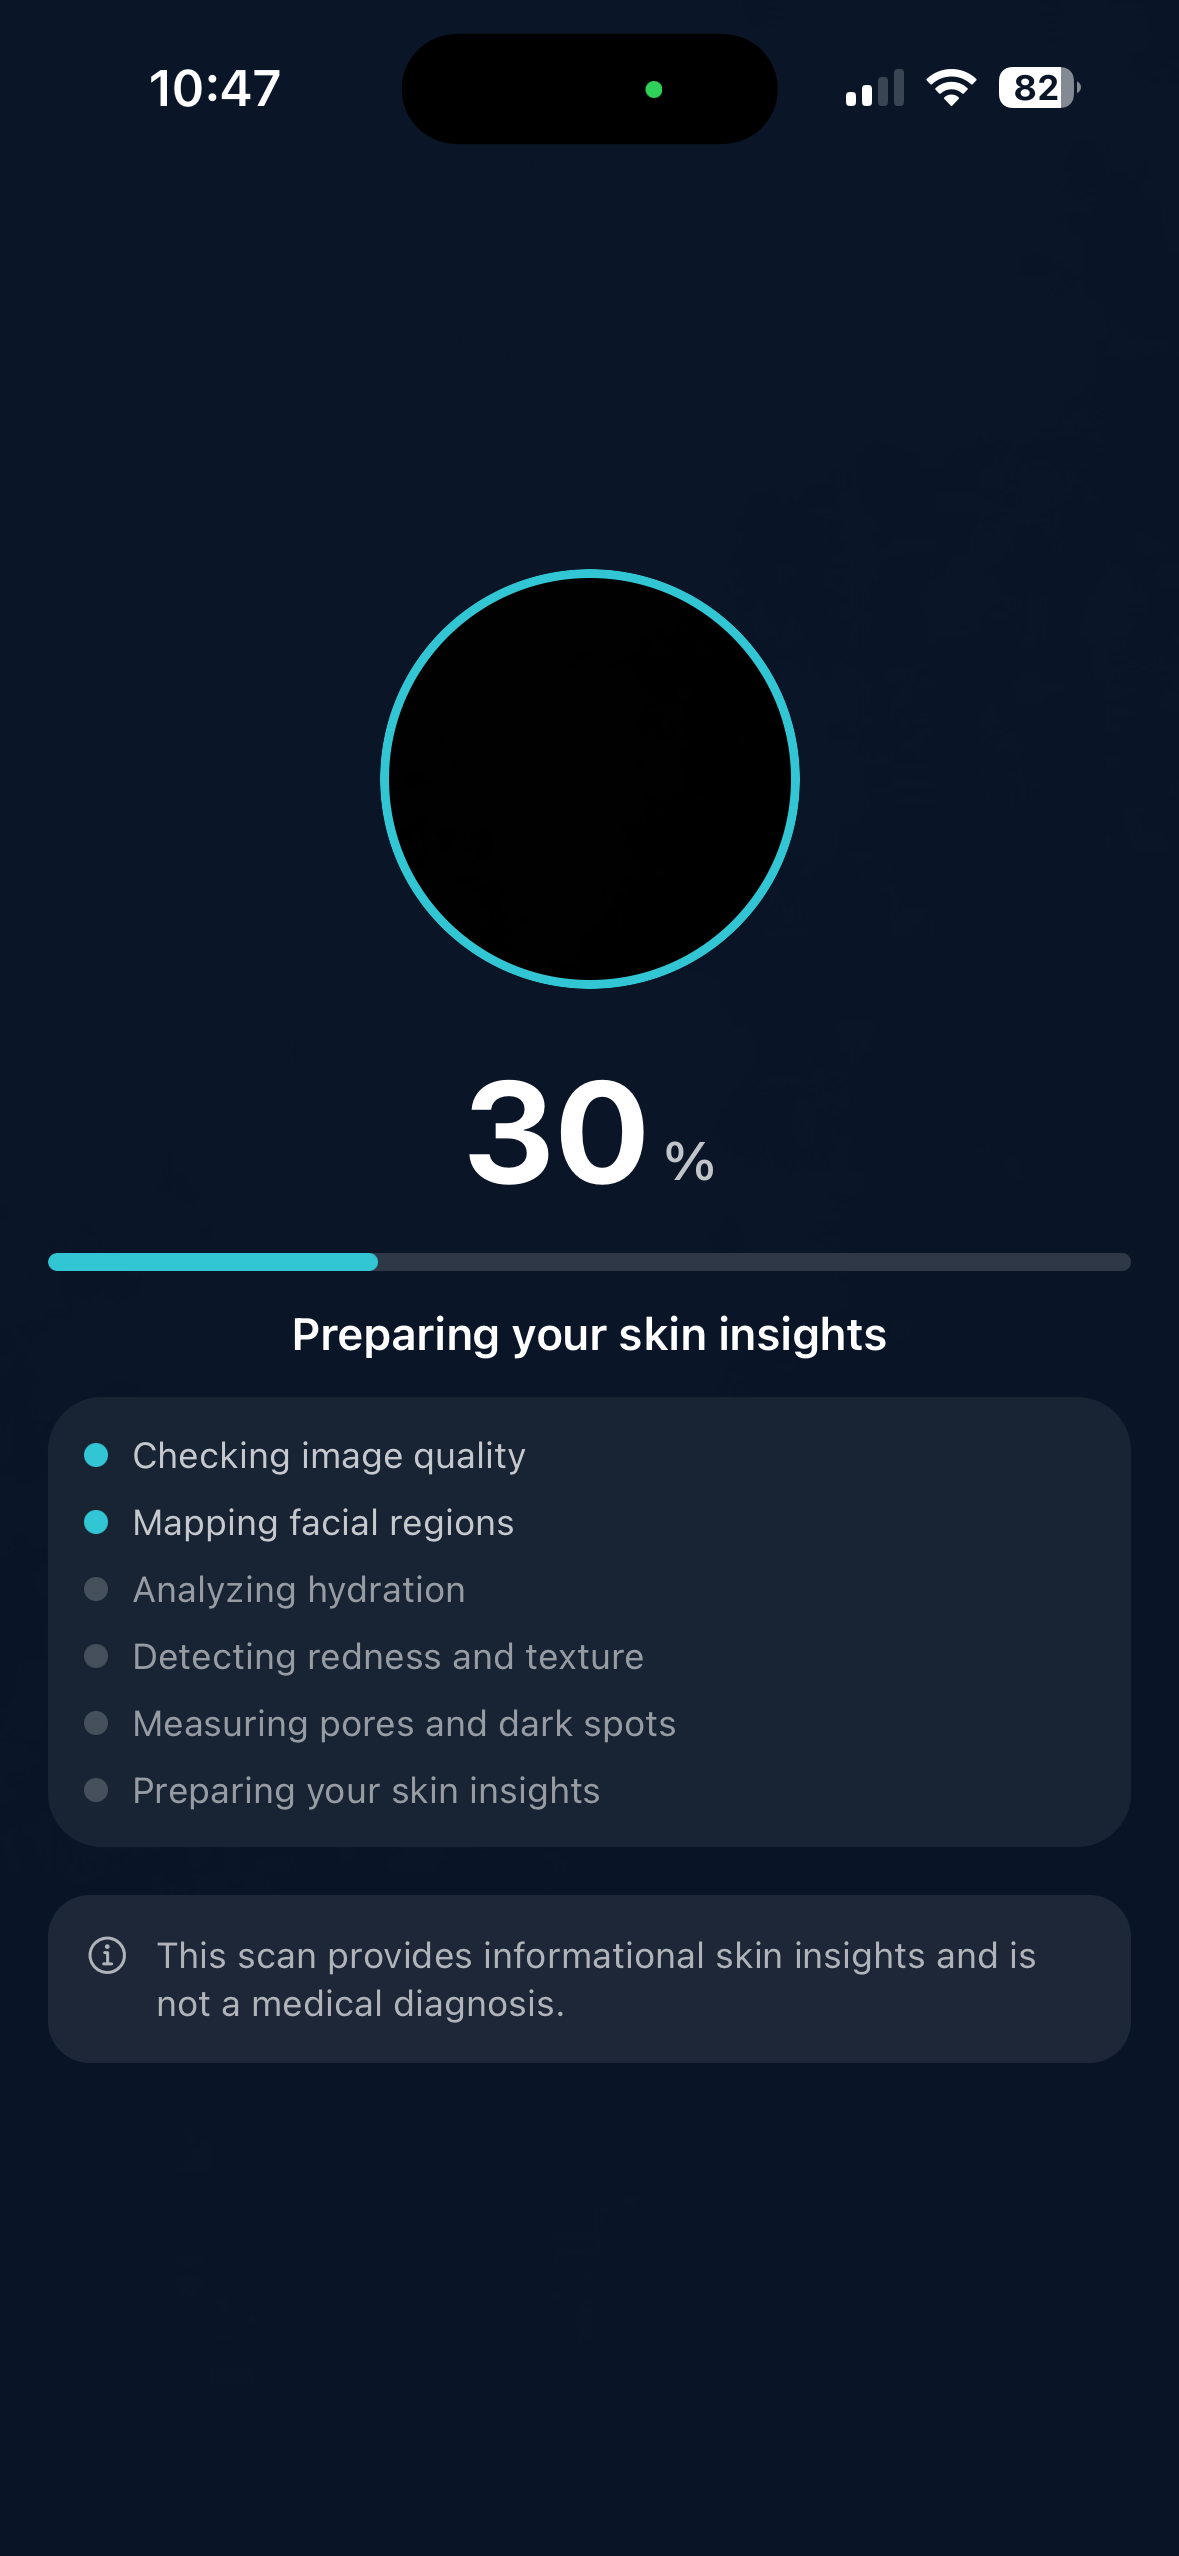 10:47
82
30 %
Preparing your skin insights
Checking image quality
Mapping facial regions
Analyzing hydration
Detecting redness and texture
Measuring pores and dark spots
Preparing your skin insights
This scan provides informational skin insights and is
not a medical diagnosis.